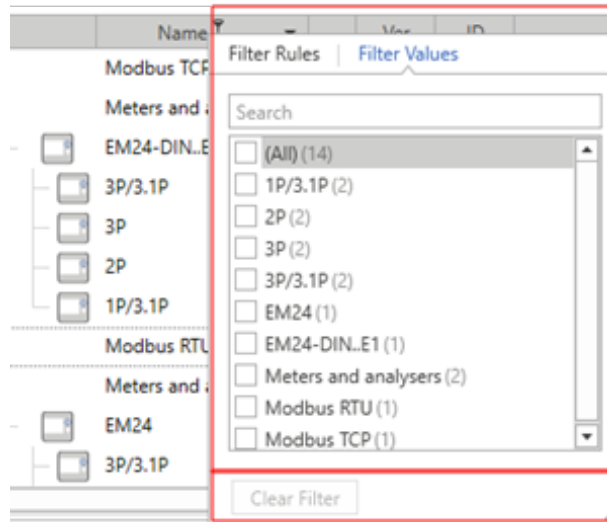 Name
Ver
ID
Modbus TCP
Meters and
EM24-DIN..E
3P/3.1P
3P
2P
1P/3.1P
Modbus RTU
Meters and
EM24
3P/3.1P
Filter Rules | Filter Values
Search
(All) (14)
1P/3.1P (2)
2P (2)
3P (2)
3P/3.1P (2)
EM24 (1)
EM24-DIN..E1 (1)
Meters and analysers (2)
Modbus RTU (1)
Modbus TCP (1)
Clear Filter